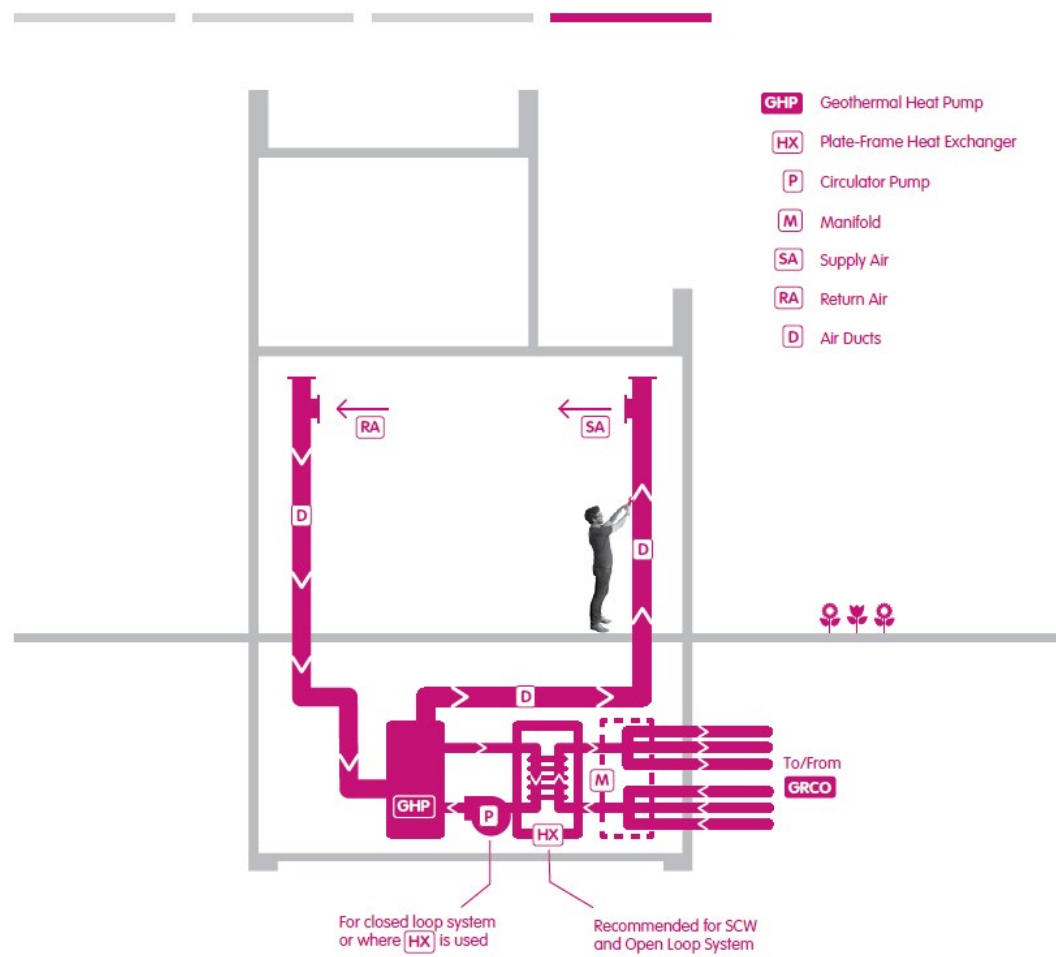 GHP Geothermal Heat Pump
HX Plate-Frame Heat Exchanger
P Circulator Pump
M Manifold
SA Supply Air
RA Return Air
D Air Ducts
RA
SA
D
D
D
To/From
GRCO
M
GHP
P
HX
For closed loop system
or where HX is used
Recommended for SCW
and Open Loop System